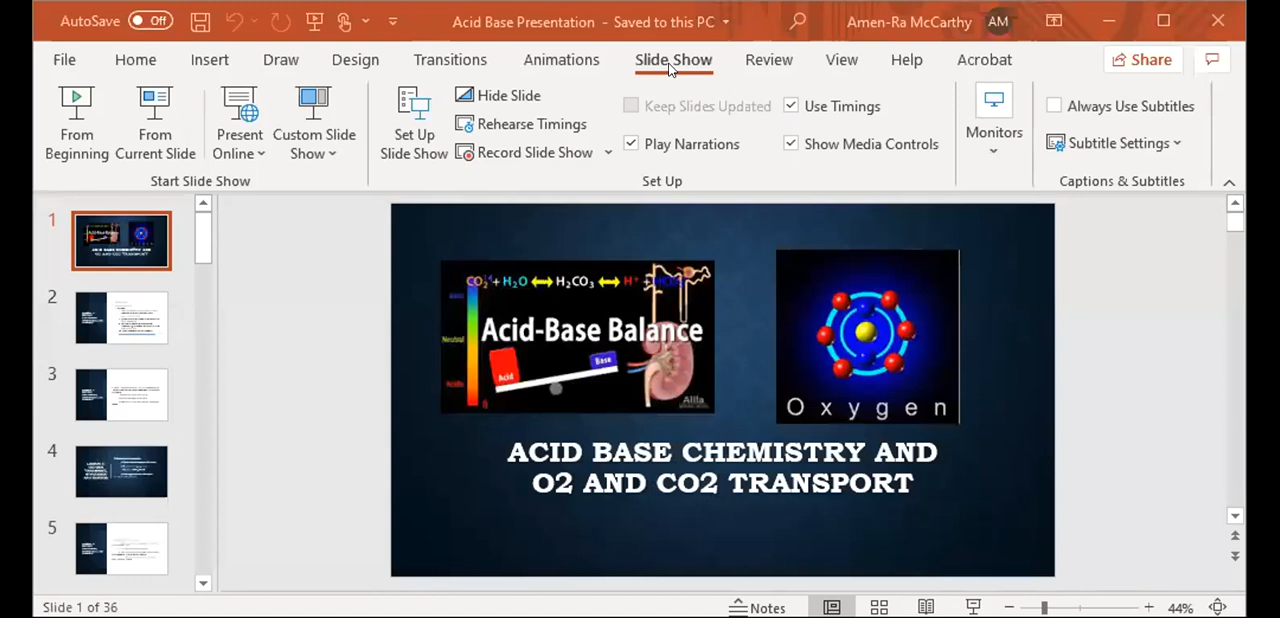 AutoSave Off Acid Base Presentation - Saved to this PC Amen-Ra McCarthy AM
File Home Insert Draw Design Transitions Animations Slide Show Review View Help Acrobat Share
From Beginning
From Current Slide
Present Online
Custom Slide Show
Start Slide Show
Set Up Slide Show
Hide Slide
Rehearse Timings
Record Slide Show
Keep Slides Updated
Play Narrations
Use Timings
Show Media Controls
Set Up
Monitors
Always Use Subtitles
Subtitle Settings
Captions & Subtitles
1
2
3
4
5
+ H₂O H₂CO₃ H⁺ +
Neutral
Acid-Base Balance
Acid
Base
Alila
Oxygen
ACID BASE CHEMISTRY AND
O2 AND CO2 TRANSPORT
Slide 1 of 36 Notes 44%